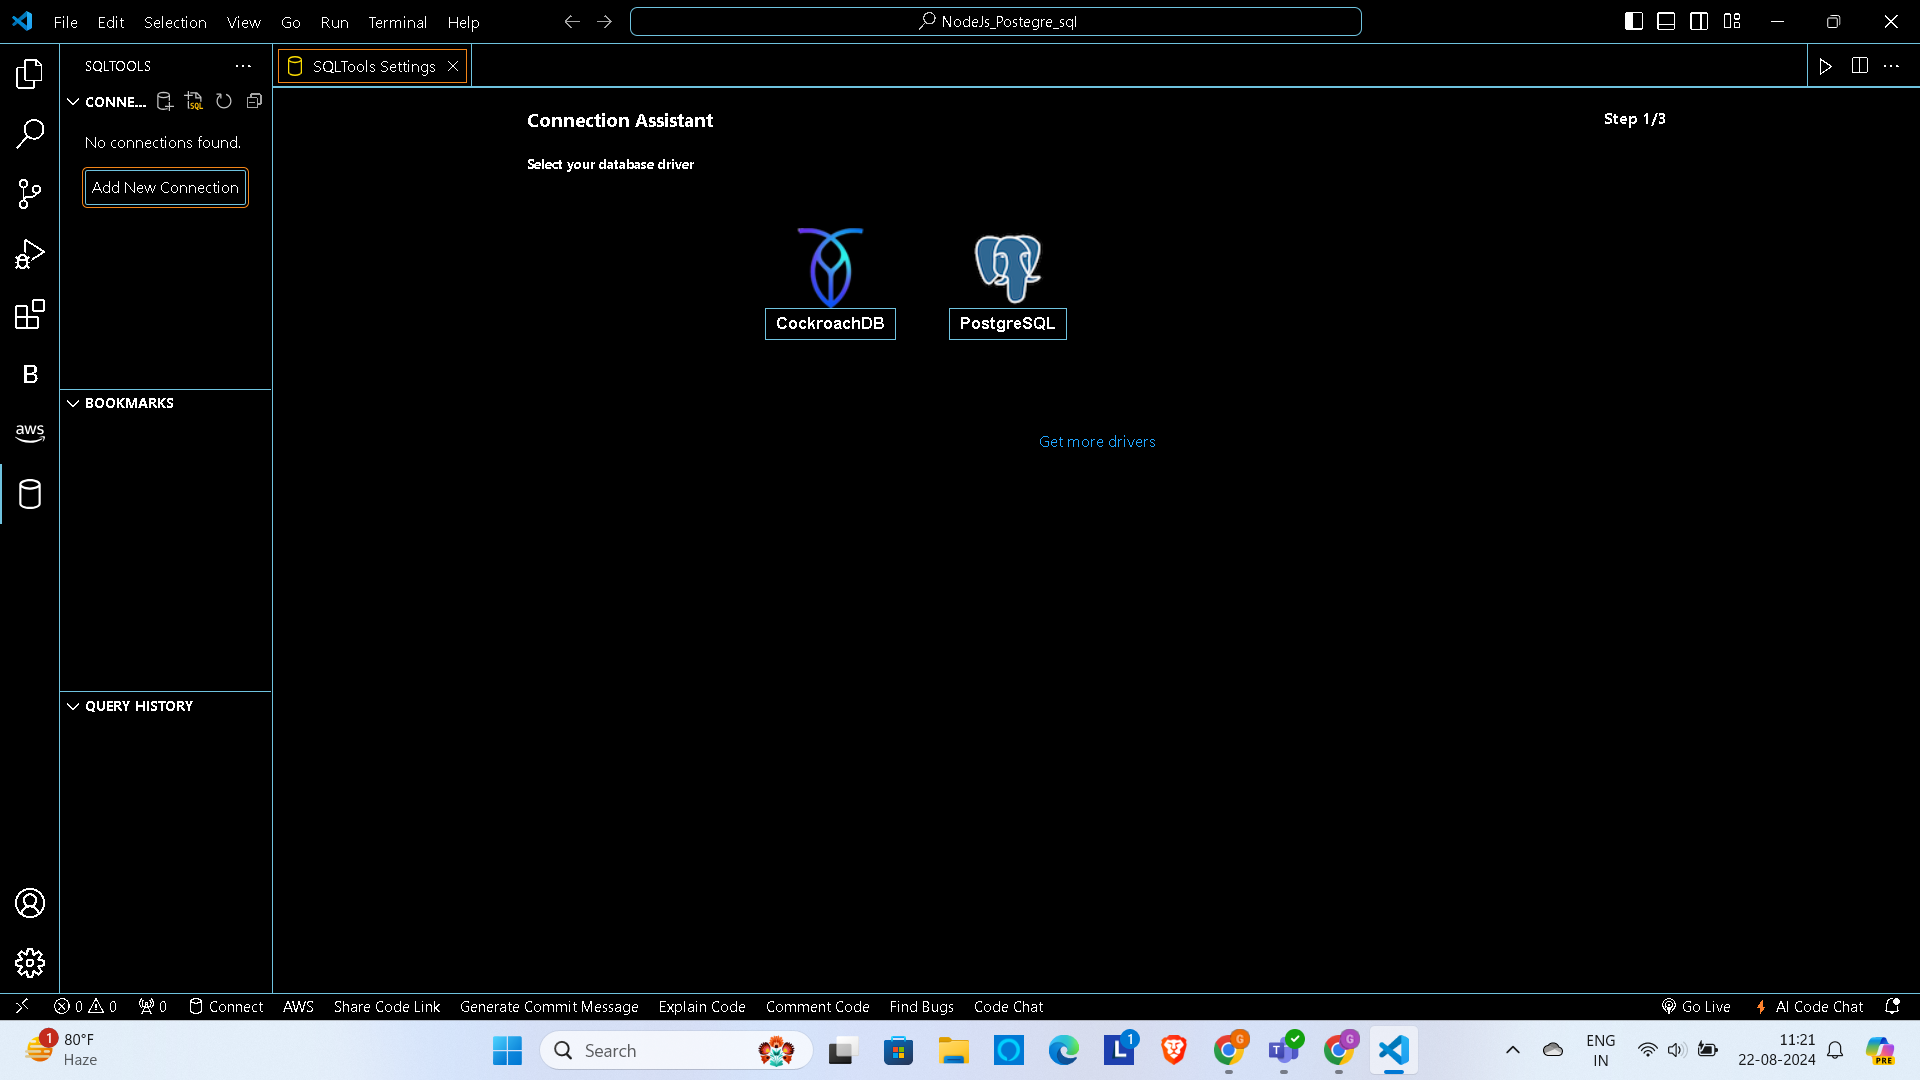 File Edit Selection View Go Run Terminal Help
NodeJs_Postegre_sql
SQLTOOLS
SQLTools Settings
CONNE...
SQL
No connections found.
Add New Connection
Connection Assistant
Step 1/3
Select your database driver
CockroachDB
PostgreSQL
Get more drivers
B
aws
BOOKMARKS
QUERY HISTORY
0 0 0 Connect AWS Share Code Link Generate Commit Message Explain Code Comment Code Find Bugs Code Chat Go Live AI Code Chat
1
80°F
Haze
Search
L
1
G
T
G
ENG
IN
11:21
22-08-2024
PRE